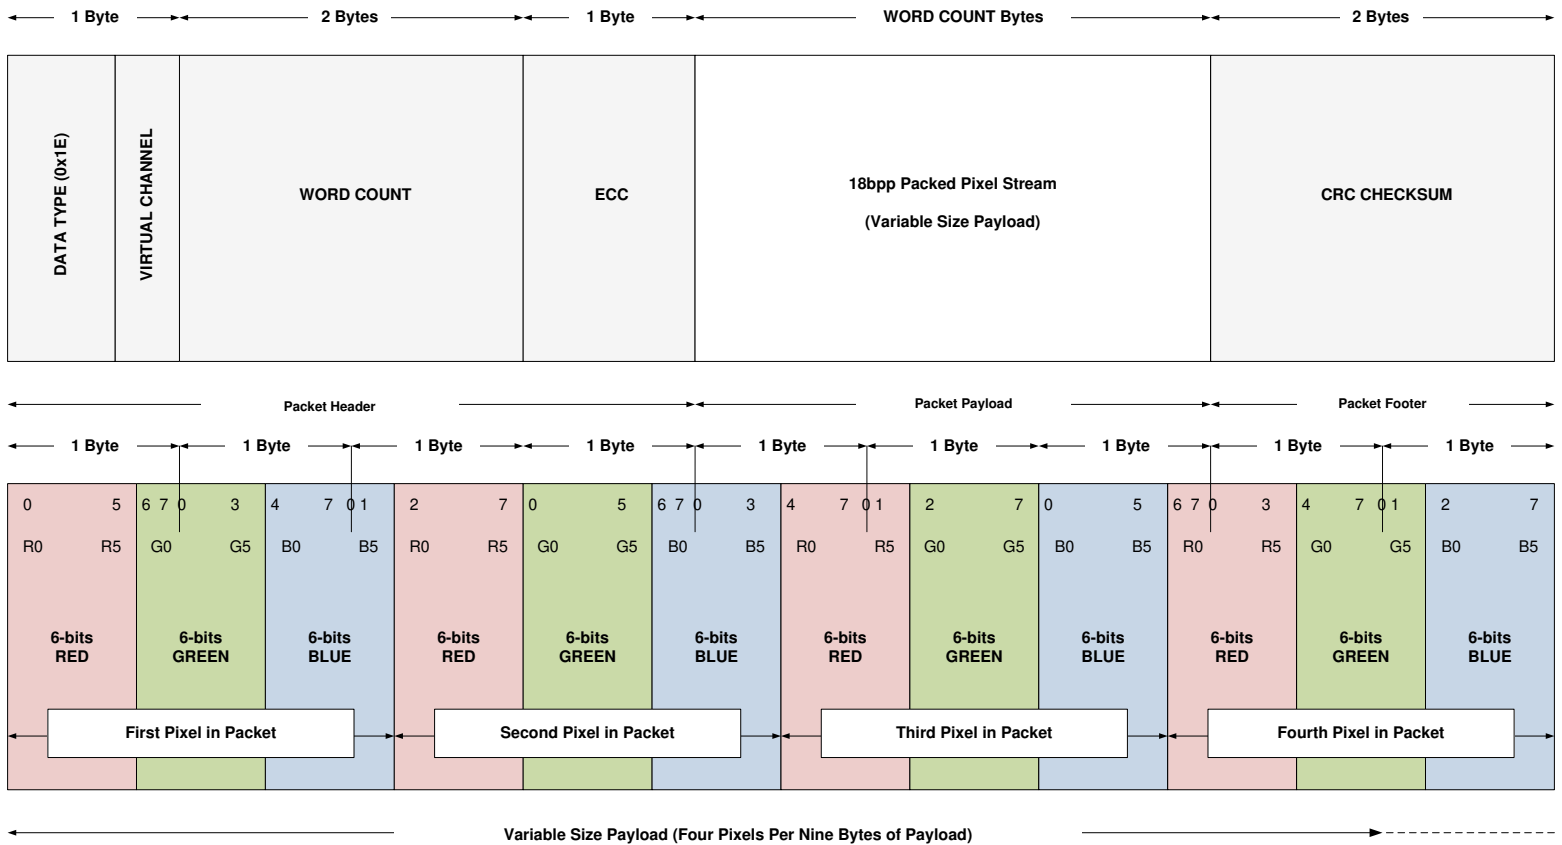 1 Byte 2 Bytes 1 Byte WORD COUNT Bytes 2 Bytes
DATA TYPE (0x1E)
VIRTUAL CHANNEL
WORD COUNT
ECC
18bpp Packed Pixel Stream
(Variable Size Payload)
CRC CHECKSUM
Packet Header Packet Payload Packet Footer
1 Byte 1 Byte 1 Byte 1 Byte 1 Byte 1 Byte 1 Byte 1 Byte 1 Byte
0 5 6 7 0 3 4 7 0 1 2 7 0 5 6 7 0 3 4 7 0 1 2 7 0 5 6 7 0 3 4 7 0 1 2 7
R0 R5 G0 G5 B0 B5 R0 R5 G0 G5 B0 B5 R0 R5 G0 G5 B0 B5 R0 R5 G0 G5 B0 B5
6-bits 6-bits 6-bits 6-bits 6-bits 6-bits 6-bits 6-bits 6-bits 6-bits 6-bits 6-bits
RED GREEN BLUE RED GREEN BLUE RED GREEN BLUE RED GREEN BLUE
First Pixel in Packet Second Pixel in Packet Third Pixel in Packet Fourth Pixel in Packet
Variable Size Payload (Four Pixels Per Nine Bytes of Payload)